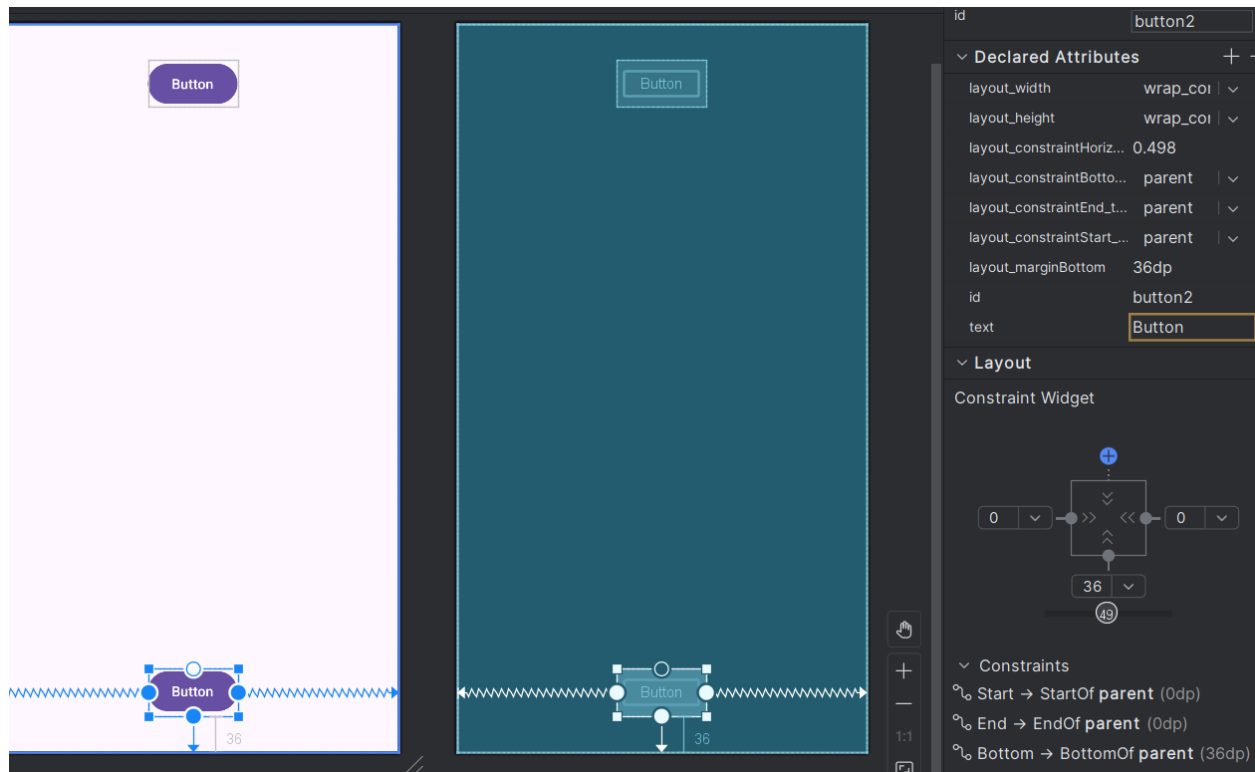 Button
Button
36
Button
Button
36
1:1
id button2
Declared Attributes
layout_width wrap_coı
layout_height wrap_coı
layout_constraintHoriz... 0.498
layout_constraintBotto... parent
layout_constraintEnd_t... parent
layout_constraintStart_... parent
layout_marginBottom 36dp
id button2
text Button
Layout
Constraint Widget
0 0
36
49
Constraints
Start → StartOf parent (0dp)
End → EndOf parent (0dp)
Bottom → BottomOf parent (36dp)